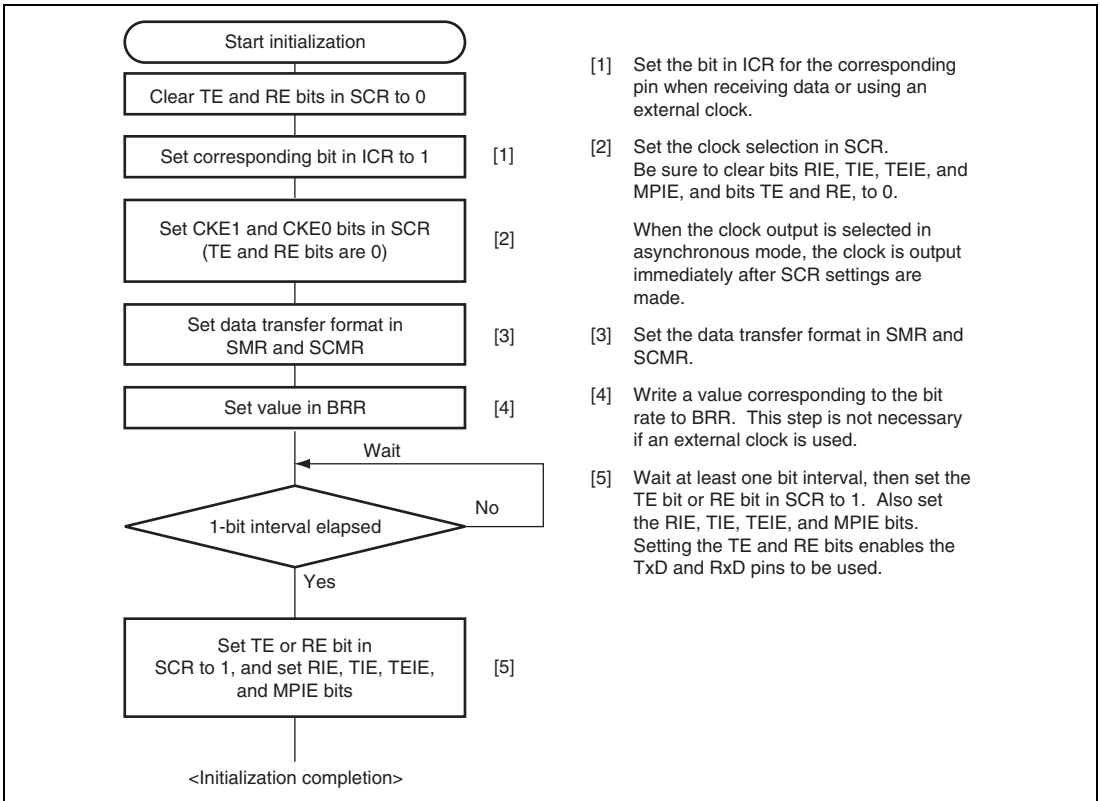 Start initialization
Clear TE and RE bits in SCR to 0
Set corresponding bit in ICR to 1
[1]
Set CKE1 and CKE0 bits in SCR
(TE and RE bits are 0)
[2]
Set data transfer format in
SMR and SCMR
[3]
Set value in BRR
[4]
Wait
1-bit interval elapsed
No
Yes
Set TE or RE bit in
SCR to 1, and set RIE, TIE, TEIE,
and MPIE bits
[5]
<Initialization completion>
[1] Set the bit in ICR for the corresponding
pin when receiving data or using an
external clock.
[2] Set the clock selection in SCR.
Be sure to clear bits RIE, TIE, TEIE, and
MPIE, and bits TE and RE, to 0.
When the clock output is selected in
asynchronous mode, the clock is output
immediately after SCR settings are
made.
[3] Set the data transfer format in SMR and
SCMR.
[4] Write a value corresponding to the bit
rate to BRR. This step is not necessary
if an external clock is used.
[5] Wait at least one bit interval, then set the
TE bit or RE bit in SCR to 1. Also set
the RIE, TIE, TEIE, and MPIE bits.
Setting the TE and RE bits enables the
TxD and RxD pins to be used.